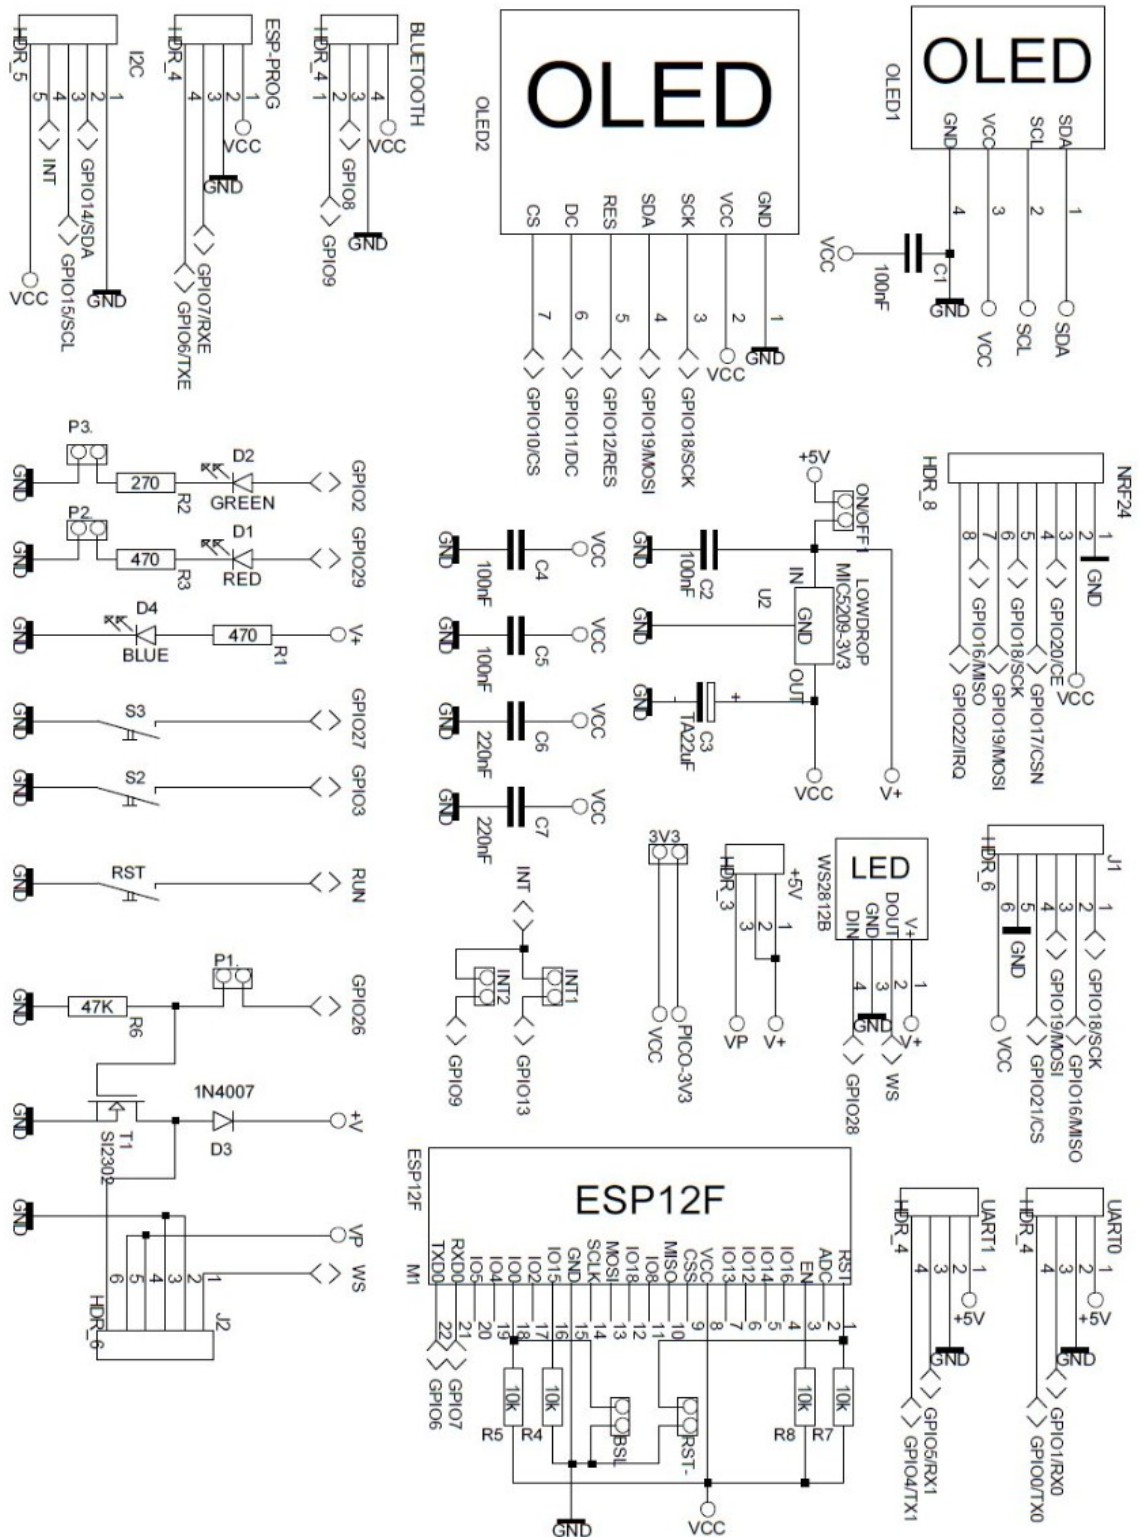 I2C
HDR_5
1
2
3
4
5
GND
GPIO14/SDA
GPIO15/SCL
INT
VCC
ESP-PROG
HDR_4
1
2
3
4
VCC
GND
GPIO7/RXE
GPIO6/TXE
BLUETOOTH
HDR_4
4
3
2
1
VCC
GND
GPIO8
GPIO9
OLED
OLED2
GND
VCC
SCK
SDA
RES
DC
CS
1
2
3
4
5
6
7
GND
VCC
GPIO18/SCK
GPIO19/MOSI
GPIO12/RES
GPIO11/DC
GPIO10/CS
OLED
OLED1
SDA
SCL
VCC
GND
1
2
3
4
C1
100nF
VCC
GND
SDA
SCL
VCC
P3.
GND
270
R2
D2
GREEN
GPIO2
P2.
GND
470
R3
D1
RED
GPIO29
GND
D4
BLUE
470
R1
V+
GND
S3
GPIO27
GND
S2
GPIO3
GND
RST
RUN
VCC
C4
100nF
GND
VCC
C5
100nF
GND
VCC
C6
220nF
GND
VCC
C7
220nF
GND
+5V
ON/OFF1
C2
100nF
GND
IN
U2
LOWDROP
MIC5209-3V3
GND
GND
OUT
C3
TA22uF
+
-
GND
VCC
V+
NRF24
HDR_8
1
2
3
4
5
6
7
8
GND
VCC
GPIO20/CE
GPIO17/CSN
GPIO18/SCK
GPIO19/MOSI
GPIO16/MISO
GPIO22/IRQ
INT
INT1
INT2
GPIO13
GPIO9
3V3
PICO-3V3
VCC
+5V
HDR_3
1
2
3
V+
VP
LED
WS2812B
V+
DOUT
GND
DIN
1
2
3
4
V+
WS
GND
GPIO28
J1
HDR_6
1
2
3
4
5
6
GPIO18/SCK
GPIO16/MISO
GPIO19/MOSI
GPIO21/CS
GND
VCC
P1.
GND
47K
R6
GPIO26
GND
T1
SI2302
1N4007
D3
+V
GND
VP
WS
1
2
3
4
5
6
J2
HDR_6
ESP12F
ESP12F
M1
TXD0
RXD0
IO5
IO4
IO0
IO2
IO15
GND
SCLK
MOSI
IO18
IO8
MISO
CSS
VCC
IO13
IO12
IO14
IO16
EN
ADC
RST
22
21
20
19
18
17
16
15
14
13
12
11
10
9
8
7
6
5
4
3
2
1
GPIO6
GPIO7
10k
R5
10k
R4
BSL
RST-
10k
R8
10k
R7
GND
VCC
UART1
HDR_4
1
2
3
4
+5V
GND
GPIO5/RX1
GPIO4/TX1
UART0
HDR_4
1
2
3
4
+5V
GND
GPIO1/RX0
GPIO0/TX0